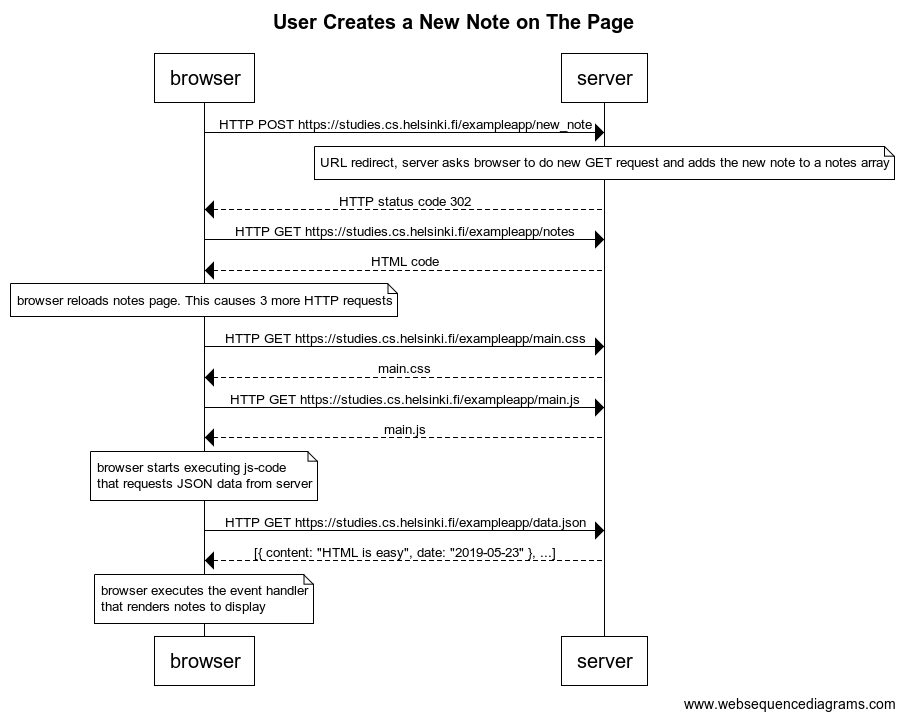 User Creates a New Note on The Page
browser
server
HTTP POST https://studies.cs.helsinki.fi/exampleapp/new_note
URL redirect, server asks browser to do new GET request and adds the new note to a notes array
HTTP status code 302
HTTP GET https://studies.cs.helsinki.fi/exampleapp/notes
HTML code
browser reloads notes page. This causes 3 more HTTP requests
HTTP GET https://studies.cs.helsinki.fi/exampleapp/main.css
main.css
HTTP GET https://studies.cs.helsinki.fi/exampleapp/main.js
main.js
browser starts executing js-code
that requests JSON data from server
HTTP GET https://studies.cs.helsinki.fi/exampleapp/data.json
[{ content: "HTML is easy", date: "2019-05-23" }, ...]
browser executes the event handler
that renders notes to display
browser
server
www.websequencediagrams.com